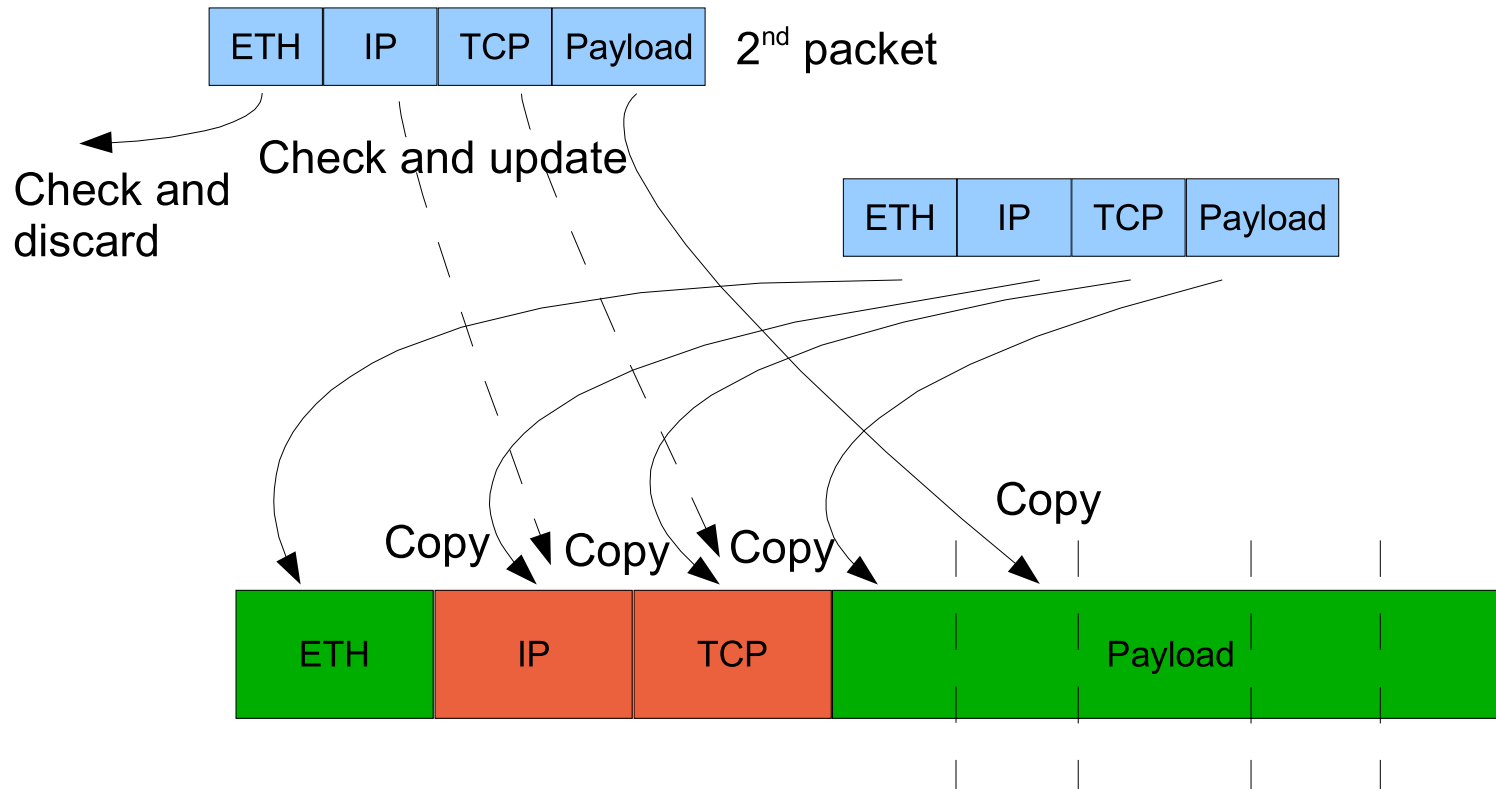 ETH IP TCP Payload 2nd packet
Check and update
Check and
discard
ETH IP TCP Payload
Copy
Copy Copy Copy
ETH IP TCP Payload